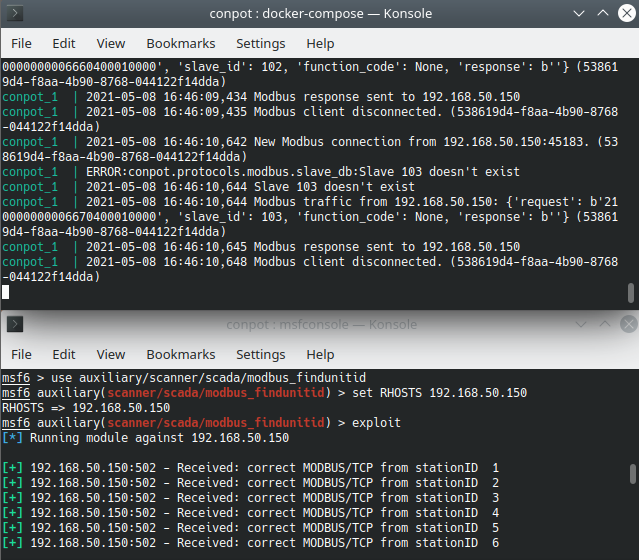 conpot : docker-compose — Konsole
File Edit View Bookmarks Settings Help
0000000006660400010000', 'slave_id': 102, 'function_code': None, 'response': b''} (53861
9d4-f8aa-4b90-8768-044122f14dda)
conpot_1 | 2021-05-08 16:46:09,434 Modbus response sent to 192.168.50.150
conpot_1 | 2021-05-08 16:46:09,435 Modbus client disconnected. (538619d4-f8aa-4b90-8768
-044122f14dda)
conpot_1 | 2021-05-08 16:46:10,642 New Modbus connection from 192.168.50.150:45183. (53
8619d4-f8aa-4b90-8768-044122f14dda)
conpot_1 | ERROR:conpot.protocols.modbus.slave_db:Slave 103 doesn't exist
conpot_1 | 2021-05-08 16:46:10,644 Slave 103 doesn't exist
conpot_1 | 2021-05-08 16:46:10,644 Modbus traffic from 192.168.50.150: {'request': b'21
0000000006670400010000', 'slave_id': 103, 'function_code': None, 'response': b''} (53861
9d4-f8aa-4b90-8768-044122f14dda)
conpot_1 | 2021-05-08 16:46:10,645 Modbus response sent to 192.168.50.150
conpot_1 | 2021-05-08 16:46:10,648 Modbus client disconnected. (538619d4-f8aa-4b90-8768
-044122f14dda)
conpot : msfconsole — Konsole
File Edit View Bookmarks Settings Help
msf6 > use auxiliary/scanner/scada/modbus_findunitid
msf6 auxiliary(scanner/scada/modbus_findunitid) > set RHOSTS 192.168.50.150
RHOSTS => 192.168.50.150
msf6 auxiliary(scanner/scada/modbus_findunitid) > exploit
[*] Running module against 192.168.50.150
[+] 192.168.50.150:502 - Received: correct MODBUS/TCP from stationID 1
[+] 192.168.50.150:502 - Received: correct MODBUS/TCP from stationID 2
[+] 192.168.50.150:502 - Received: correct MODBUS/TCP from stationID 3
[+] 192.168.50.150:502 - Received: correct MODBUS/TCP from stationID 4
[+] 192.168.50.150:502 - Received: correct MODBUS/TCP from stationID 5
[+] 192.168.50.150:502 - Received: correct MODBUS/TCP from stationID 6